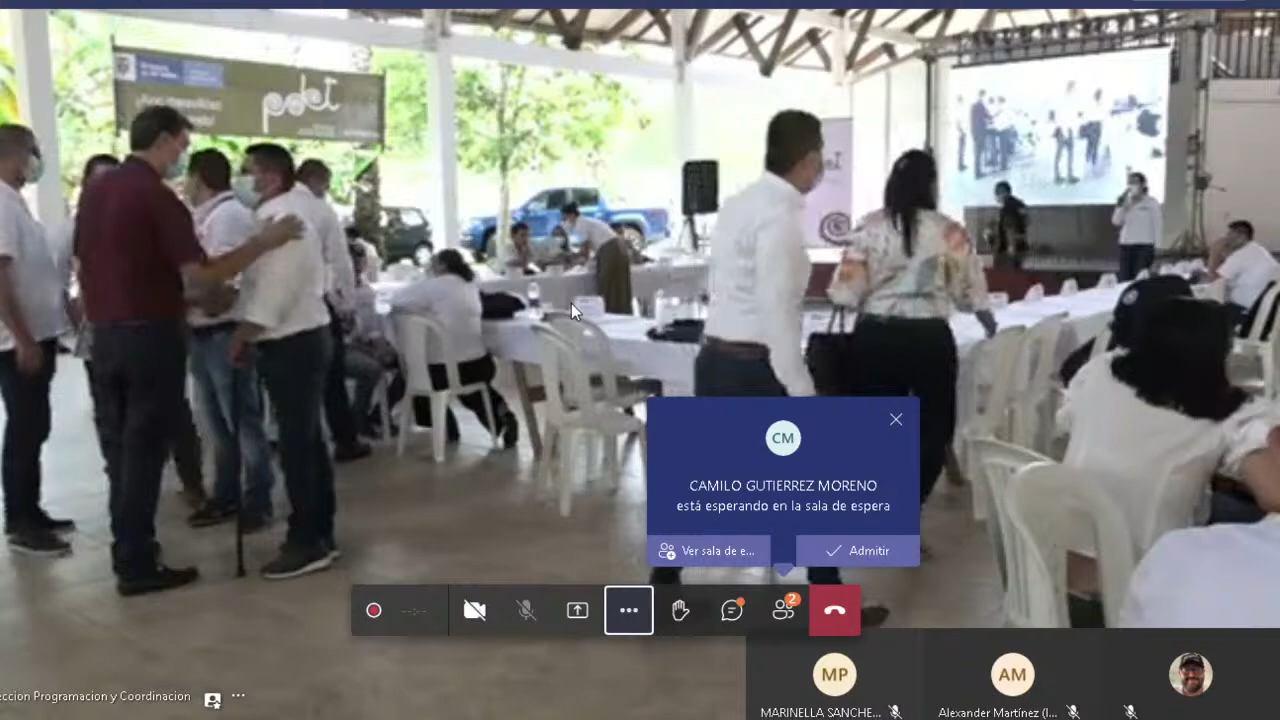 pdet
CM
CAMILO GUTIERREZ MORENO
está esperando en la sala de espera
Ver sala de e...
Admitir
--:--
2
MP
AM
MARINELLA SANCHE...
Alexander Martínez (I...
eccion Programacion y Coordinacion